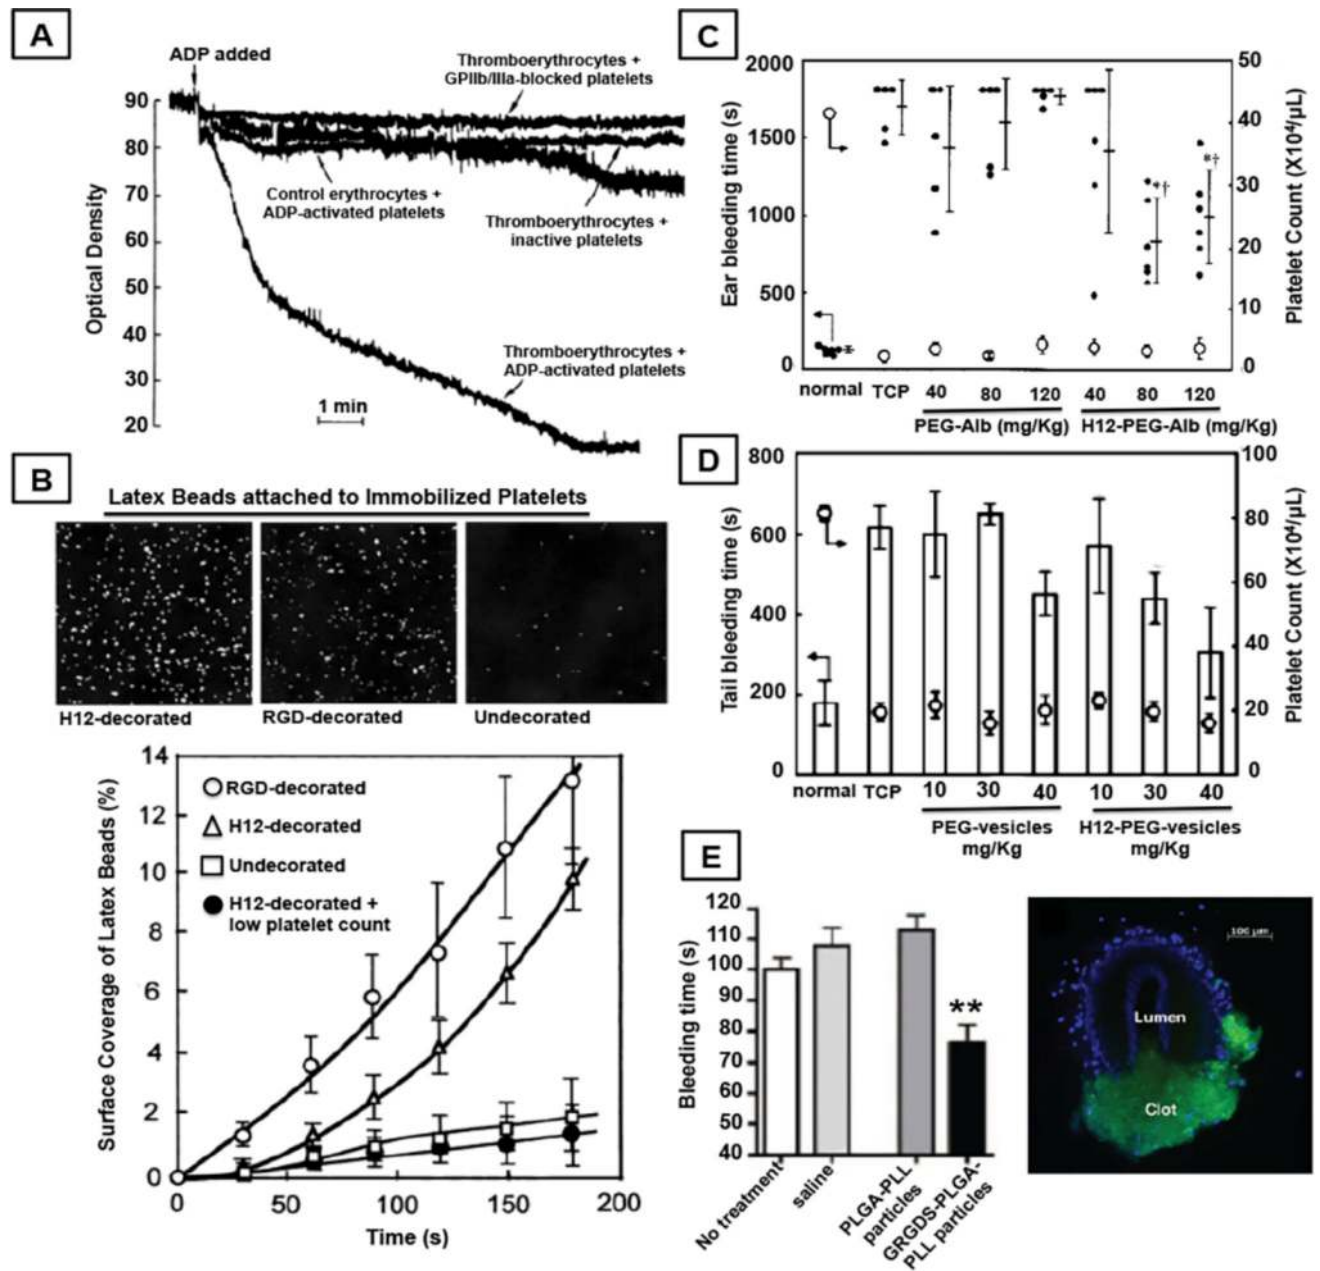 A
ADP added
Thromboerythrocytes +
GPIIb/IIIa-blocked platelets
90
80
70
60
50
40
30
20
Optical Density
Control erythrocytes +
ADP-activated platelets
Thromboerythrocytes +
inactive platelets
Thromboerythrocytes +
ADP-activated platelets
1 min
B
Latex Beads attached to Immobilized Platelets
H12-decorated
RGD-decorated
Undecorated
14
12
10
8
6
4
2
0
Surface Coverage of Latex Beads (%)
RGD-decorated
H12-decorated
Undecorated
H12-decorated +
low platelet count
0
50
100
150
200
Time (s)
C
2000
1500
1000
500
0
Ear bleeding time (s)
50
40
30
20
10
0
Platelet Count (X10⁴/µL)
*†
*†
normal
TCP
40
80
120
40
80
120
PEG-Alb (mg/Kg)
H12-PEG-Alb (mg/Kg)
D
800
600
400
200
0
Tail bleeding time (s)
100
80
60
40
20
0
Platelet Count (X10⁴/µL)
normal
TCP
10
30
40
10
30
40
PEG-vesicles
mg/Kg
H12-PEG-vesicles
mg/Kg
E
120
110
100
90
80
70
60
50
40
Bleeding time (s)
**
No treatment
saline
PLGA-PLL
particles
GRGDS-PLGA-
PLL particles
100 µm
Lumen
Clot